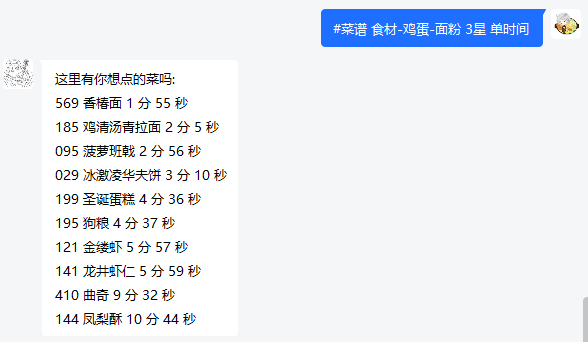 #菜谱 食材-鸡蛋-面粉 3星 单时间
这里有你想点的菜吗:
569 香椿面 1 分 55 秒
185 鸡清汤青拉面 2 分 5 秒
095 菠萝班戟 2 分 56 秒
029 冰激凌华夫饼 3 分 10 秒
199 圣诞蛋糕 4 分 36 秒
195 狗粮 4 分 37 秒
121 金缕虾 5 分 57 秒
141 龙井虾仁 5 分 59 秒
410 曲奇 9 分 32 秒
144 凤梨酥 10 分 44 秒